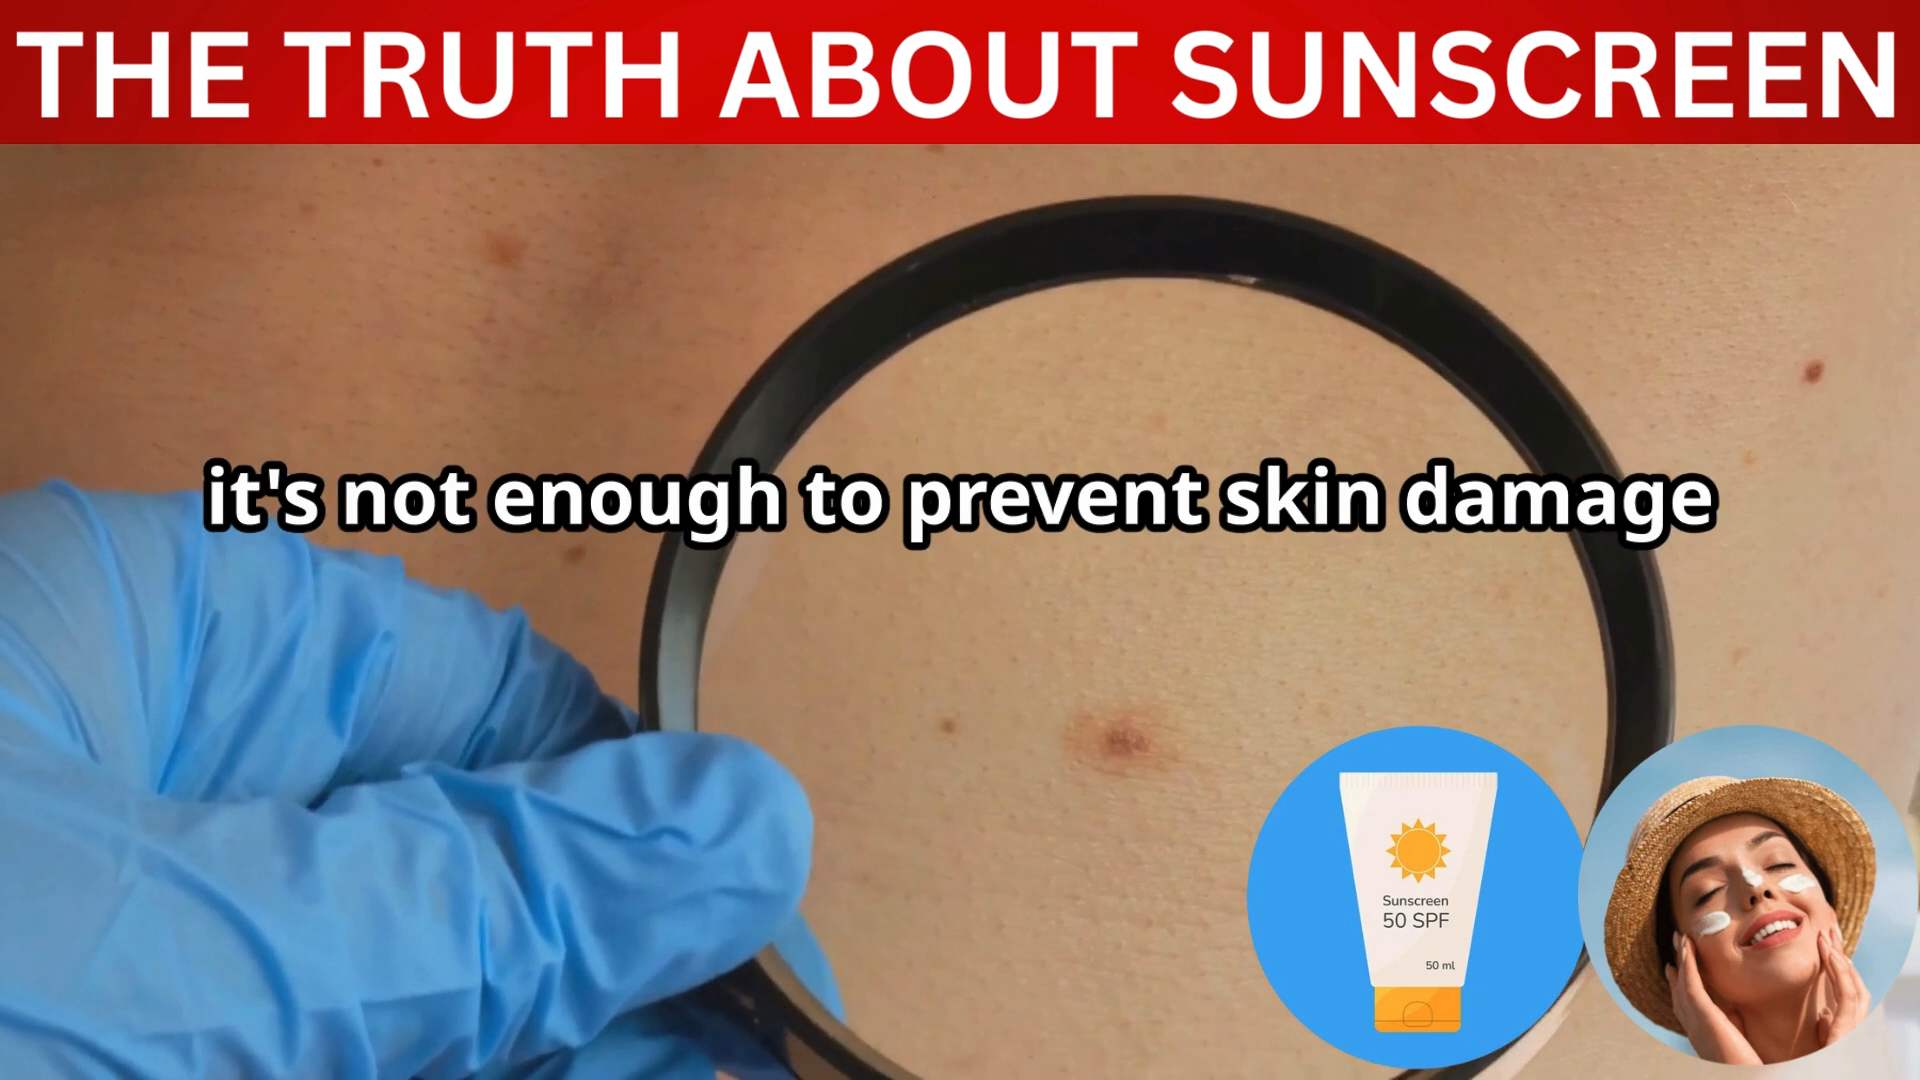 THE TRUTH ABOUT SUNSCREEN
it's not enough to prevent skin damage
Sunscreen
50 SPF
50 ml